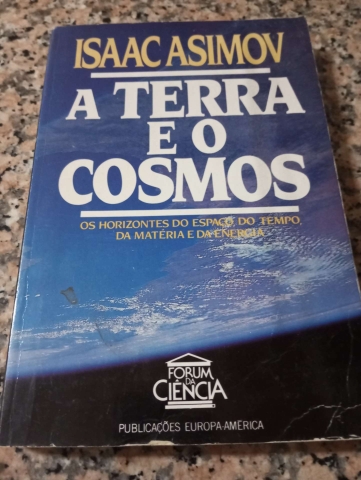 ISAAC ASIMOV
A TERRA
E O
COSMOS
OS HORIZONTES DO ESPAÇO, DO TEMPO,
DA MATÉRIA E DA ENERGIA
FORUM
DA
CIÊNCIA
PUBLICAÇÕES EUROPA-AMÉRICA